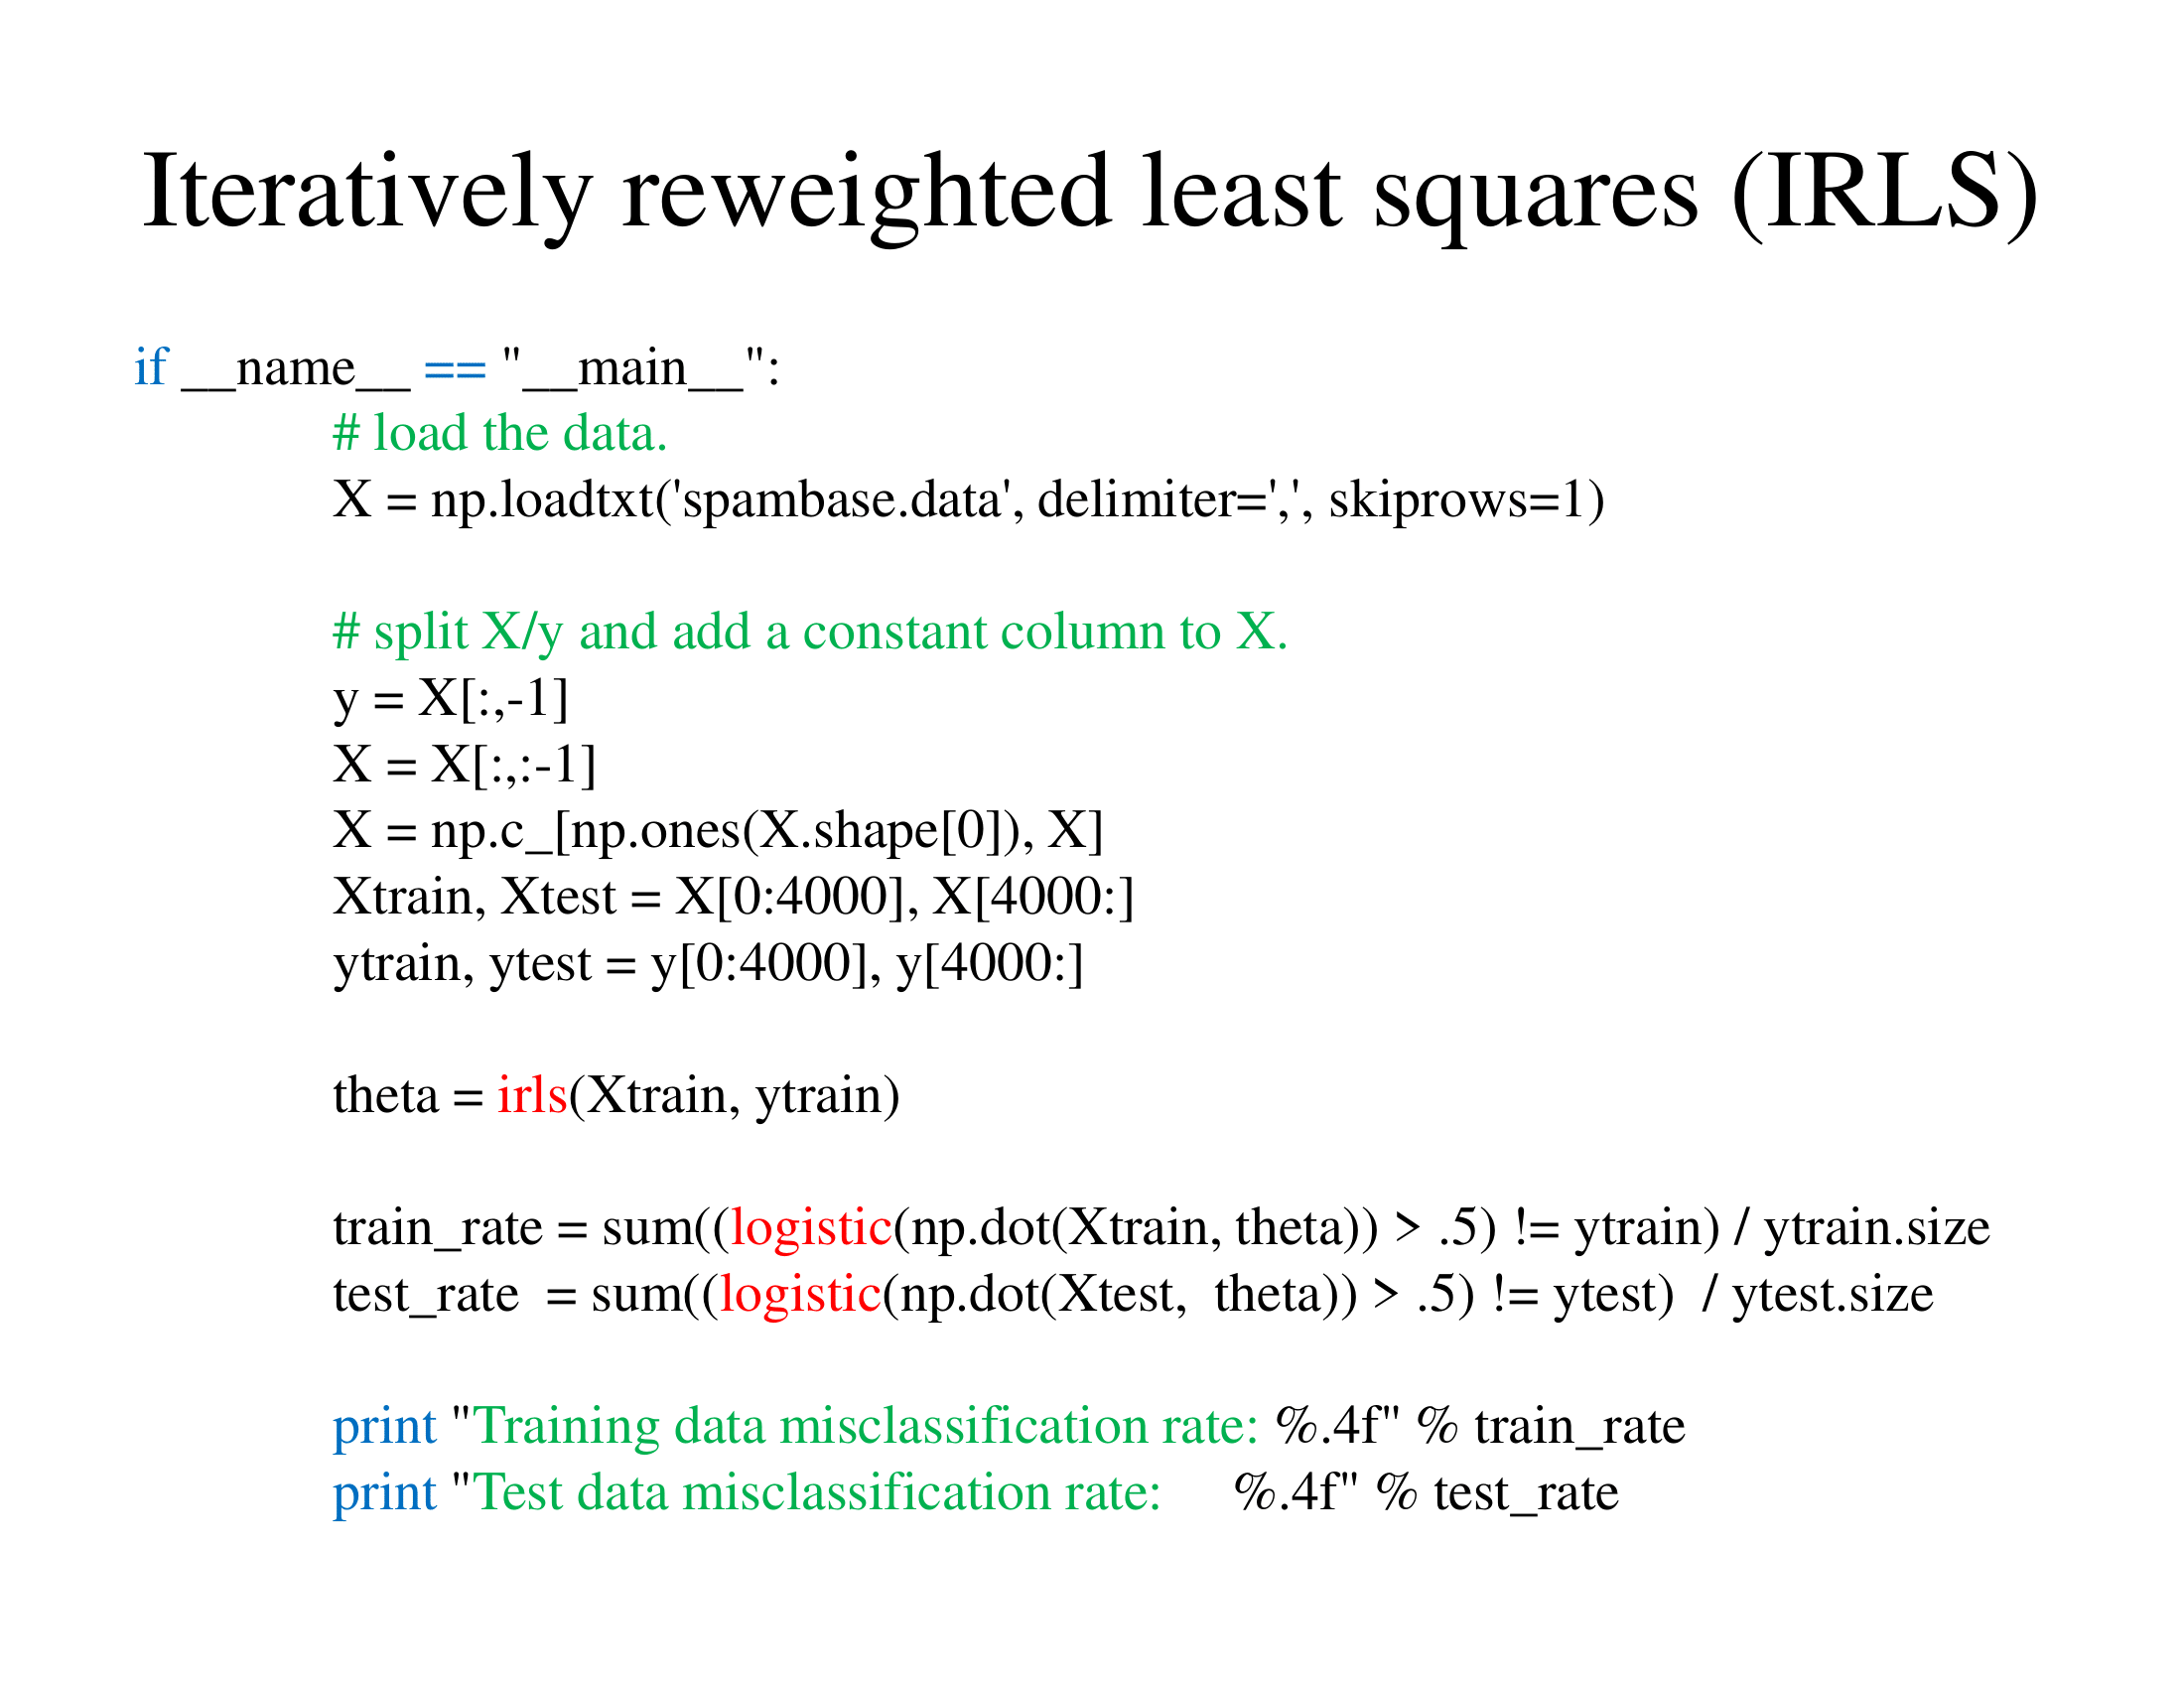 Iteratively reweighted least squares (IRLS)
if __name__ == "__main__":
# load the data.
X = np.loadtxt('spambase.data', delimiter=',', skiprows=1)
# split X/y and add a constant column to X.
y = X[:,-1]
X = X[:,:-1]
X = np.c_[np.ones(X.shape[0]), X]
Xtrain, Xtest = X[0:4000], X[4000:]
ytrain, ytest = y[0:4000], y[4000:]
theta = irls(Xtrain, ytrain)
train_rate = sum((logistic(np.dot(Xtrain, theta)) > .5) != ytrain) / ytrain.size
test_rate  = sum((logistic(np.dot(Xtest,  theta)) > .5) != ytest)  / ytest.size
print "Training data misclassification rate: %.4f" % train_rate
print "Test data misclassification rate:     %.4f" % test_rate